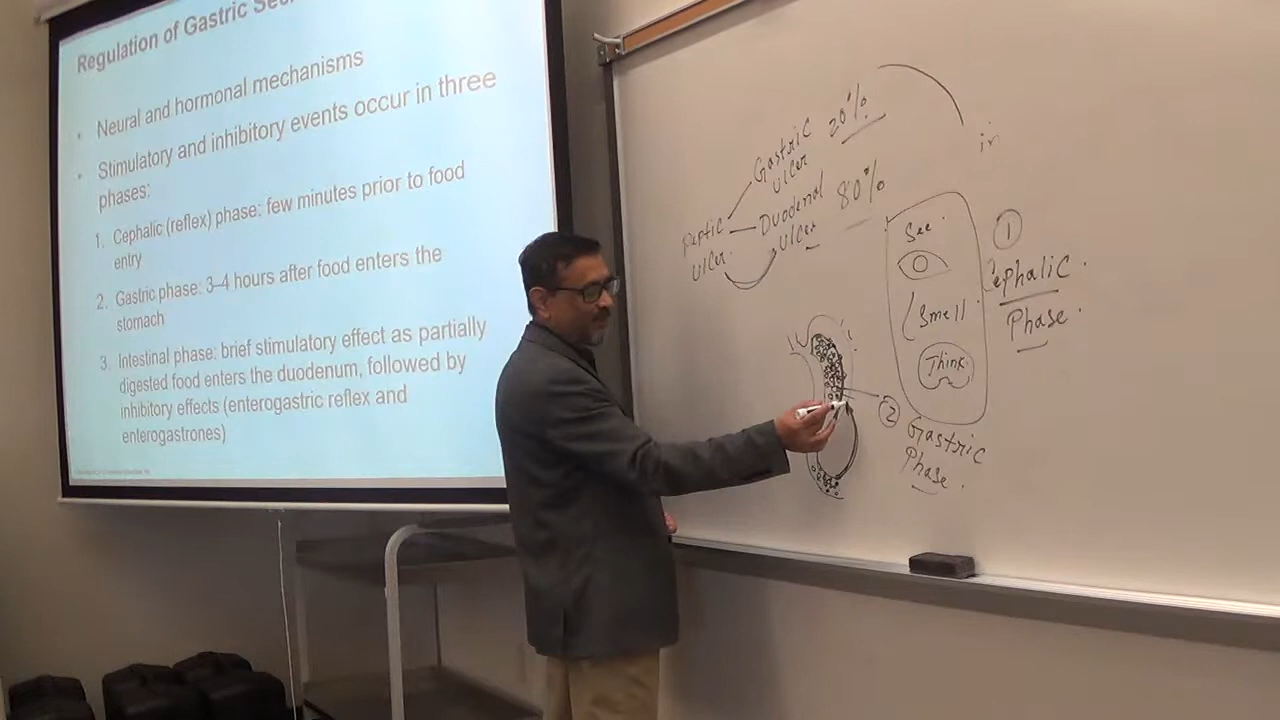 Regulation of Gastric
Neural and hormonal mechanisms
Stimulatory and inhibitory events occur in three
phases:
1. Cephalic (reflex) phase: few minutes prior to food
entry
2. Gastric phase: 3–4 hours after food enters the
stomach
3. Intestinal phase: brief stimulatory effect as partially
digested food enters the duodenum, followed by
inhibitory effects (enterogastric reflex and
enterogastrones)
Peptic
Ulcer
Gastric 20%
Ulcer
Duodenal 80%
Ulcer
in
See
Smell
Think
1
Cephalic
Phase
2
Gastric
Phase